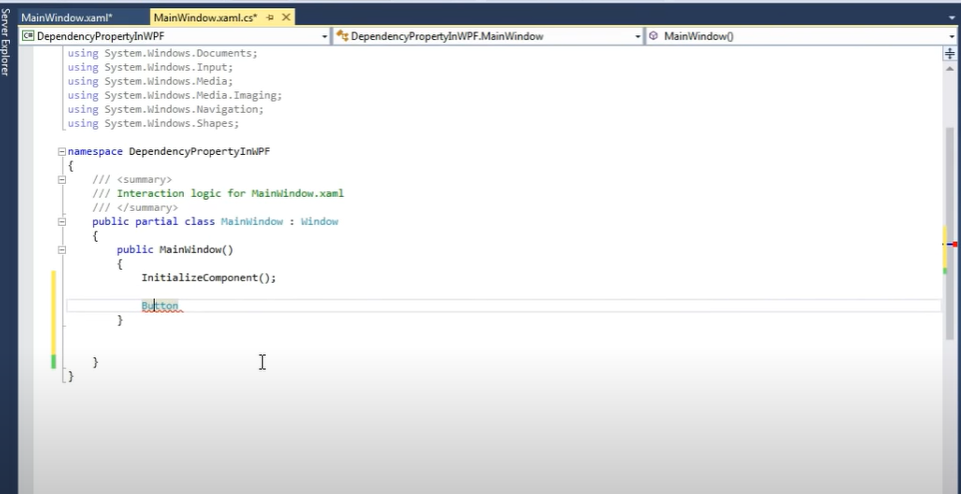 Server Explorer
MainWindow.xaml*
MainWindow.xaml.cs*
DependencyPropertyInWPF
DependencyPropertyInWPF.MainWindow
MainWindow()
using System.Windows.Documents;
using System.Windows.Input;
using System.Windows.Media;
using System.Windows.Media.Imaging;
using System.Windows.Navigation;
using System.Windows.Shapes;
namespace DependencyPropertyInWPF
{
/// <summary>
/// Interaction logic for MainWindow.xaml
/// </summary>
public partial class MainWindow : Window
{
public MainWindow()
{
InitializeComponent();
Button
}
}
}